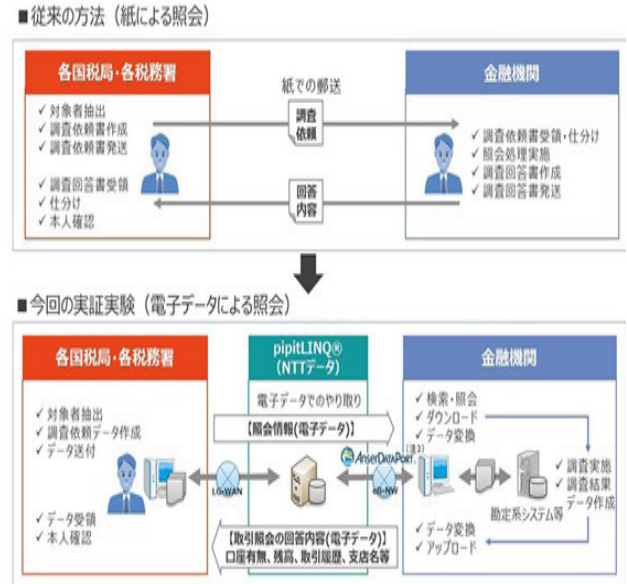 ■従来の方法（紙による照会）
各国税局・各税務署
✓ 対象者抽出
✓ 調査依頼書作成
✓ 調査依頼書発送
✓ 調査回答書受領
✓ 仕分け
✓ 本人確認
紙での郵送
調査
依頼
回答
内容
金融機関
✓ 調査依頼書受領・仕分け
✓ 照会処理実施
✓ 調査回答書作成
✓ 調査回答書発送
■今回の実証実験（電子データによる照会）
各国税局・各税務署
✓ 対象者抽出
✓ 調査依頼データ作成
✓ データ送付
✓ データ受領
✓ 本人確認
LG-WAN
pipitLINQ®
（NTTデータ）
電子データでのやり取り
【照会情報(電子データ)】
【取引照会の回答内容(電子データ)】
口座有無、残高、取引履歴、支店名等
AnserDATAPORT
(注3)
金融機関
✓ 検索・照会
✓ ダウンロード
✓ データ変換
勘定系システム等
✓ 調査実施
✓ 調査結果
データ作成
✓ データ変換
✓ アップロード